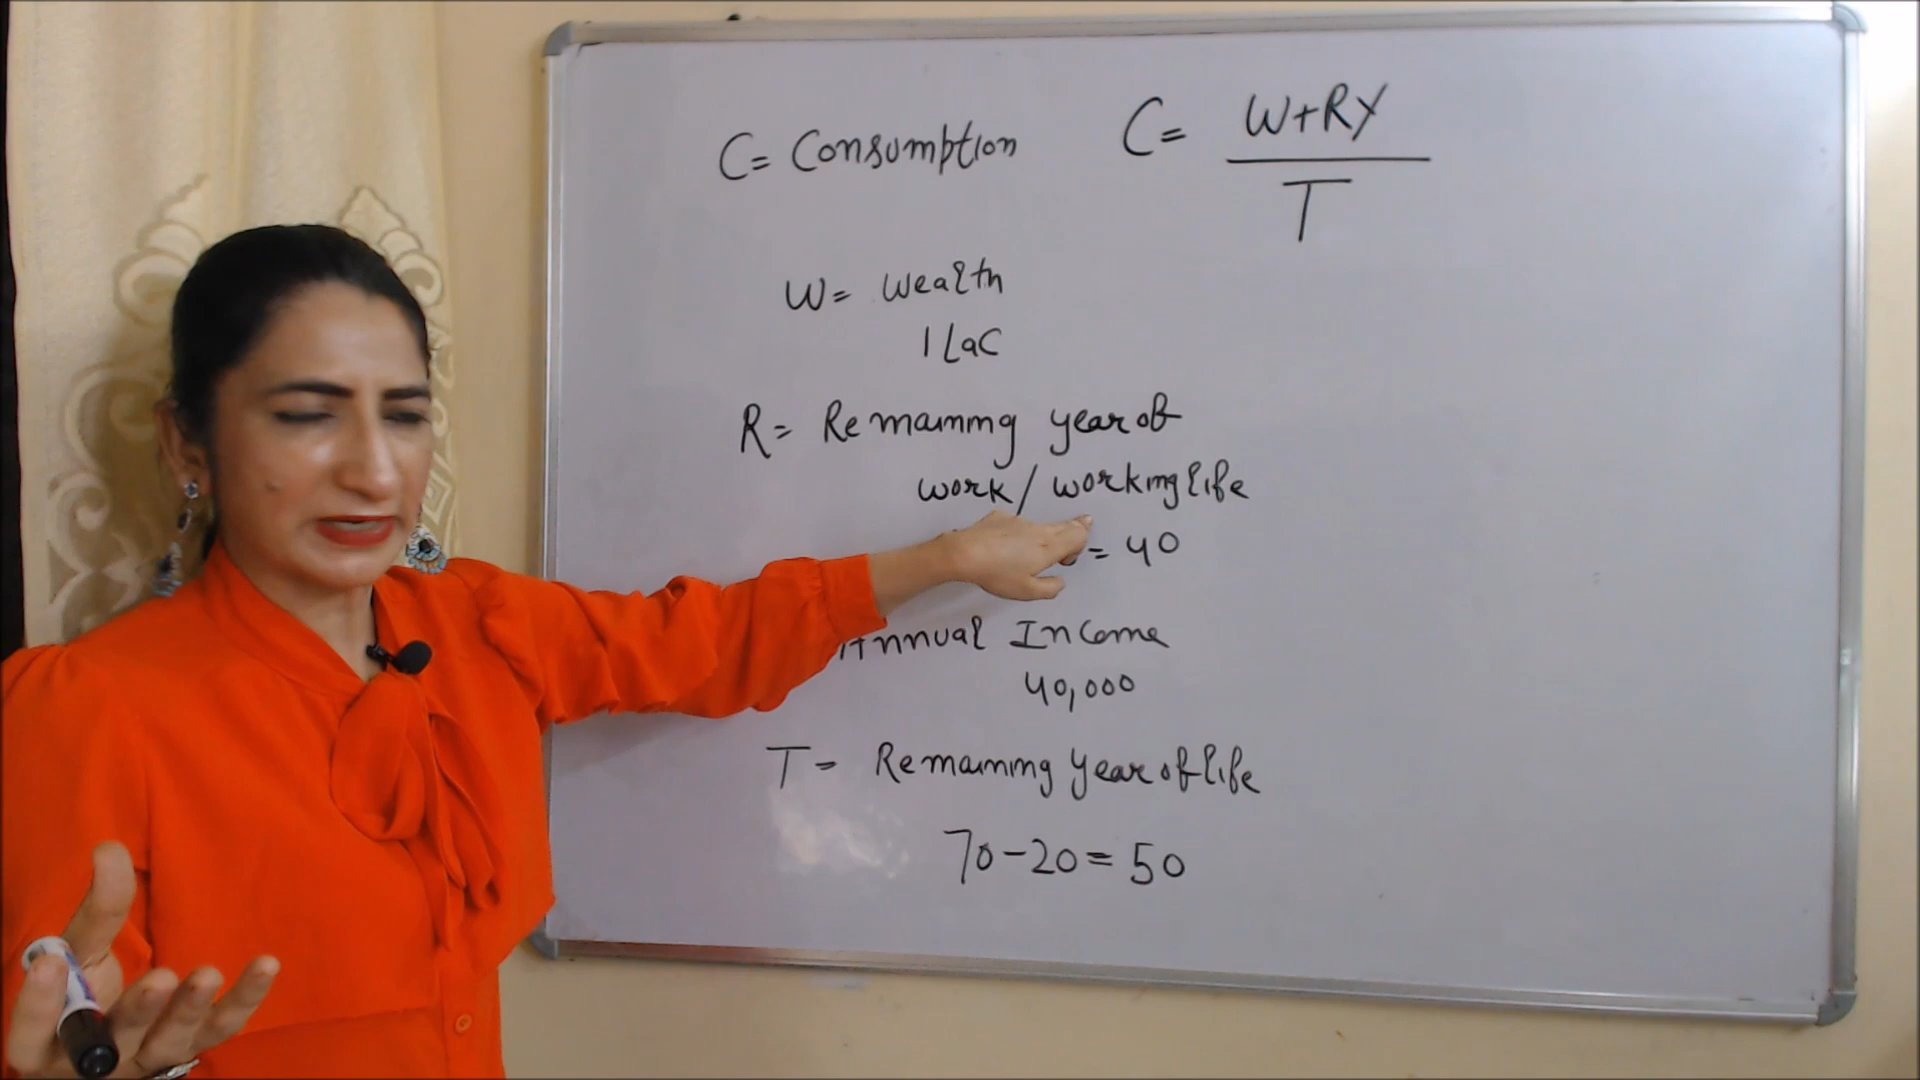 C= Consumption
C= W+RY
T
W= Wealth
1 Lac
R= Remaining year of
work/ working life
= 40
Annual Income
40,000
T= Remaining year of life
70-20=50